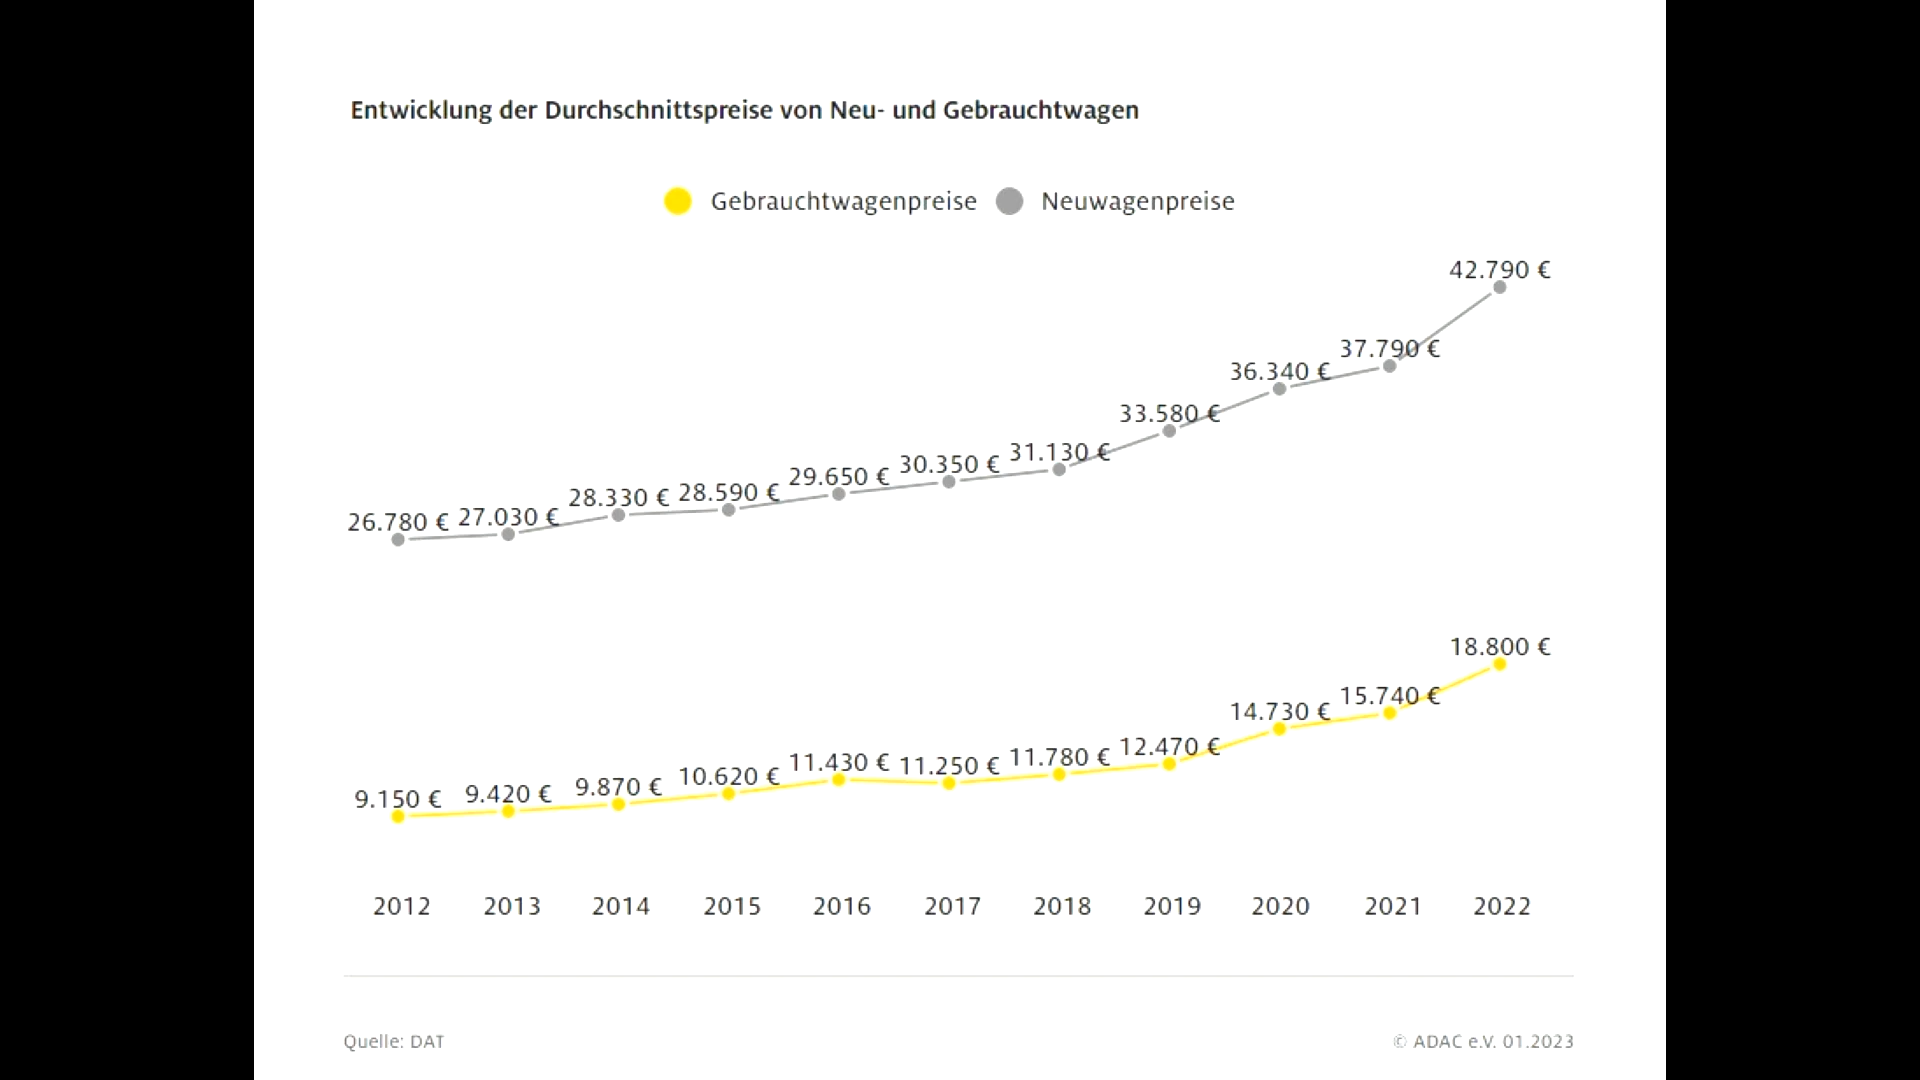 Entwicklung der Durchschnittspreise von Neu- und Gebrauchtwagen
Gebrauchtwagenpreise Neuwagenpreise
26.780 € 27.030 € 28.330 € 28.590 € 29.650 € 30.350 € 31.130 € 33.580 € 36.340 € 37.790 € 42.790 €
9.150 € 9.420 € 9.870 € 10.620 € 11.430 € 11.250 € 11.780 € 12.470 € 14.730 € 15.740 € 18.800 €
2012 2013 2014 2015 2016 2017 2018 2019 2020 2021 2022
Quelle: DAT © ADAC e.V. 01.2023